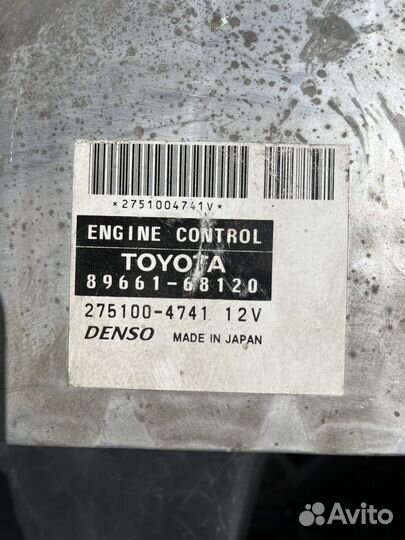 *2751004741V*
ENGINE CONTROL
TOYOTA
89661-68120
275100-4741 12V
DENSO MADE IN JAPAN
Avito